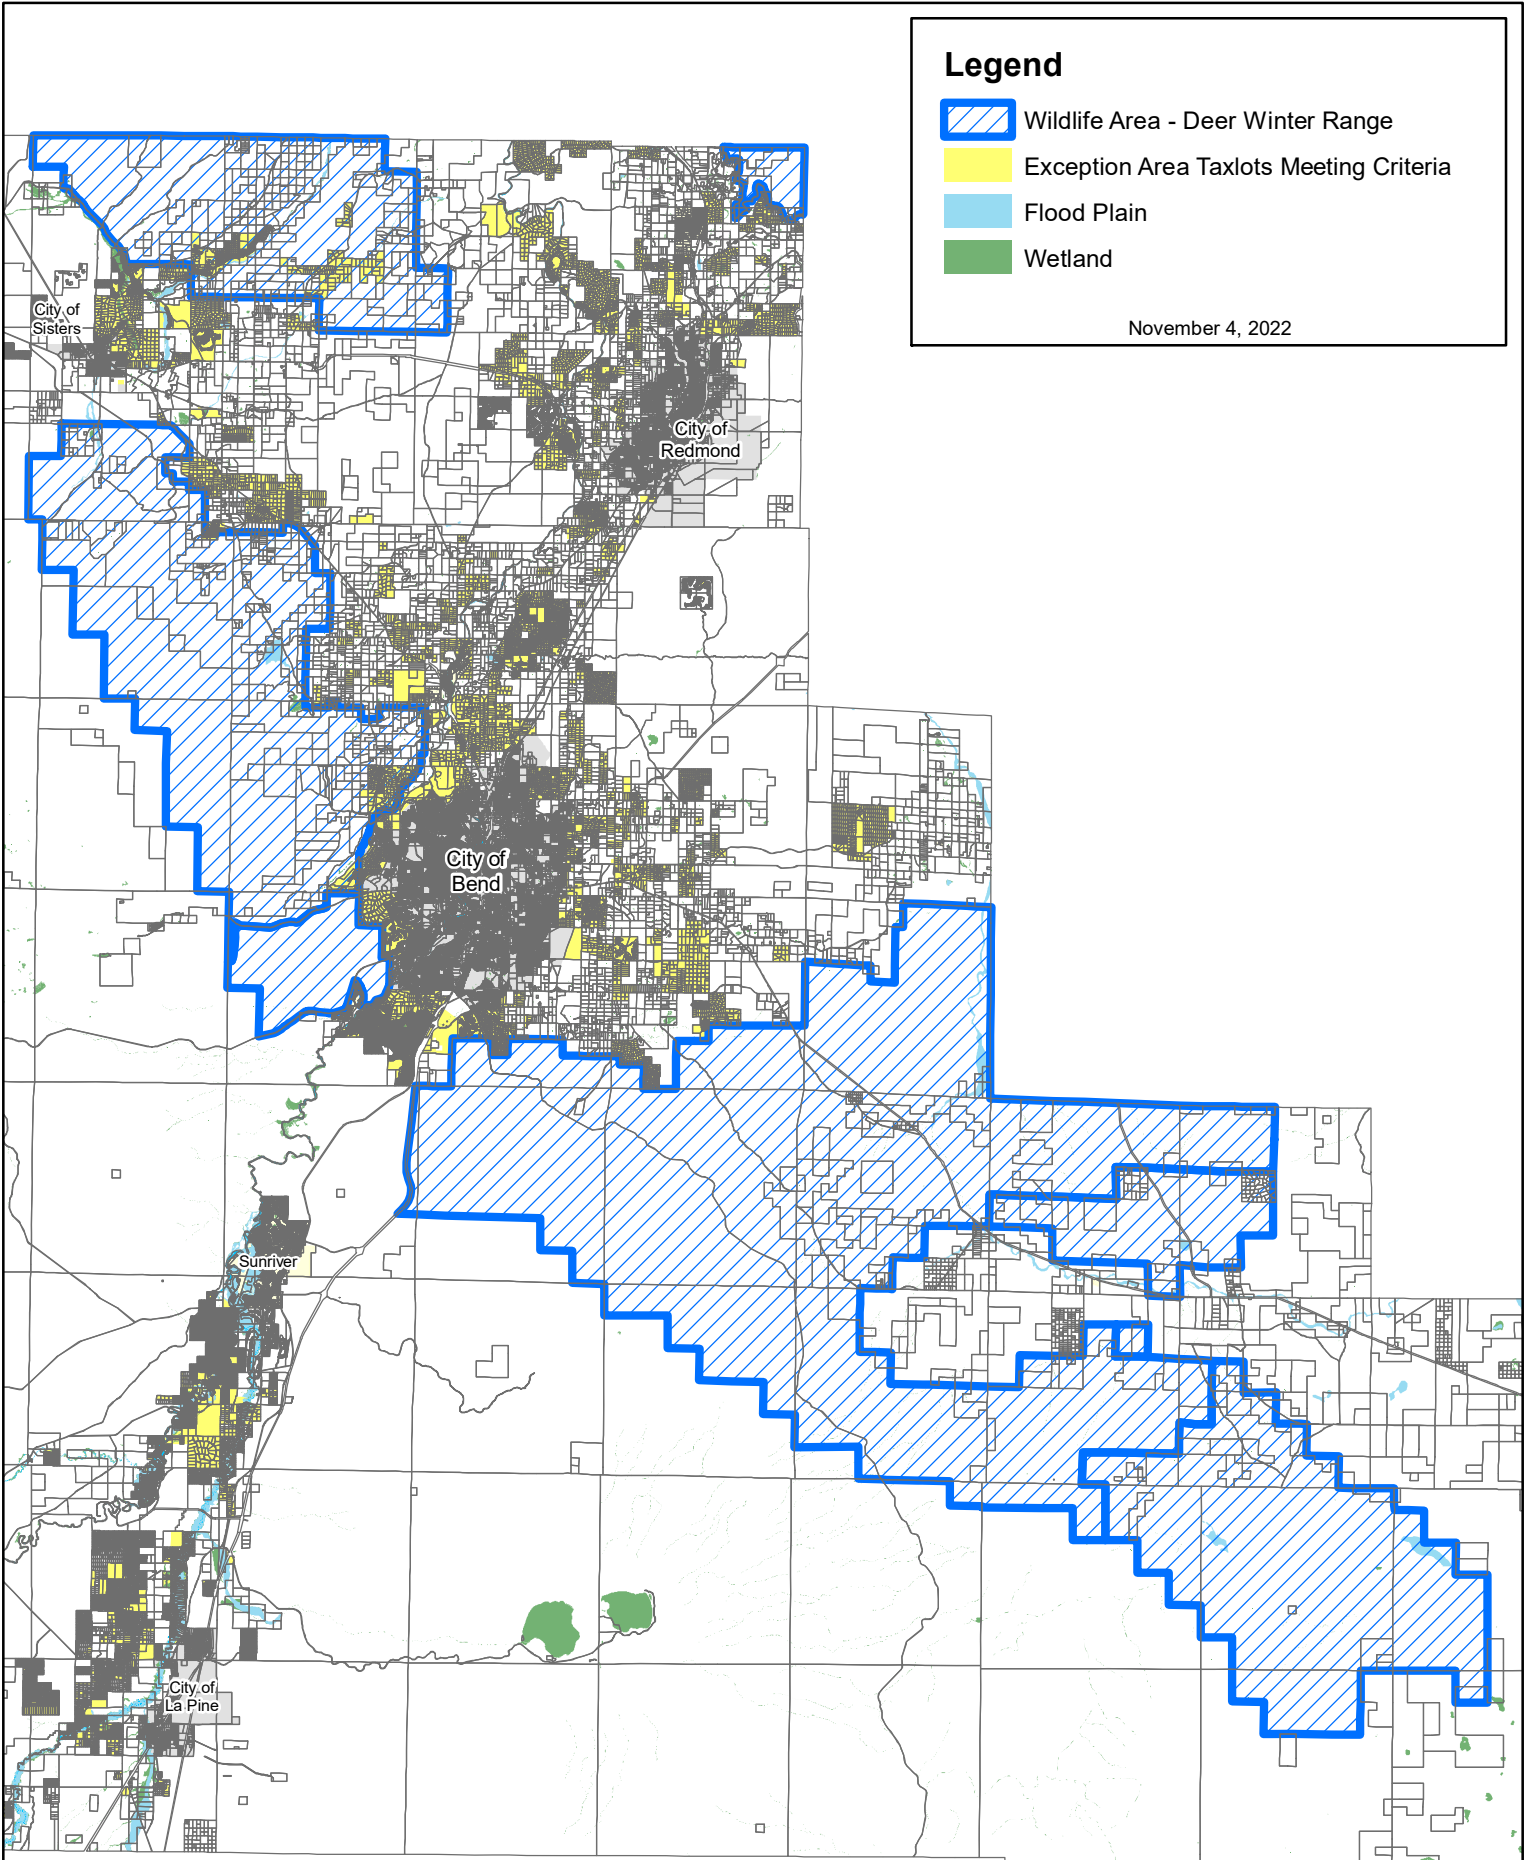 Legend
Wildlife Area - Deer Winter Range
Exception Area Taxlots Meeting Criteria
Flood Plain
Wetland
November 4, 2022
City of
Sisters
City of
Redmond
City of
Bend
Sunriver
City of
La Pine